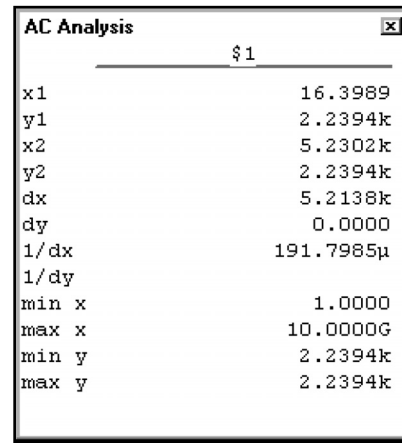 AC Analysis
$1
x1 16.3989
y1 2.2394k
x2 5.2302k
y2 2.2394k
dx 5.2138k
dy 0.0000
1/dx 191.7985µ
1/dy
min x 1.0000
max x 10.0000G
min y 2.2394k
max y 2.2394k